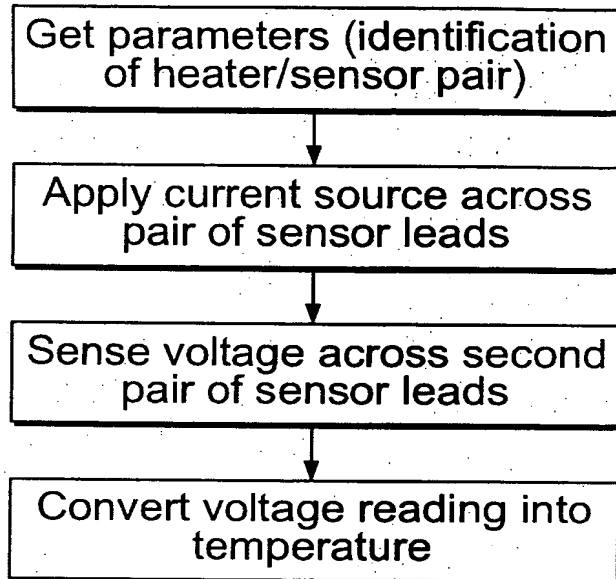 Get parameters (identification
of heater/sensor pair)
Apply current source across
pair of sensor leads
Sense voltage across second
pair of sensor leads
Convert voltage reading into
temperature